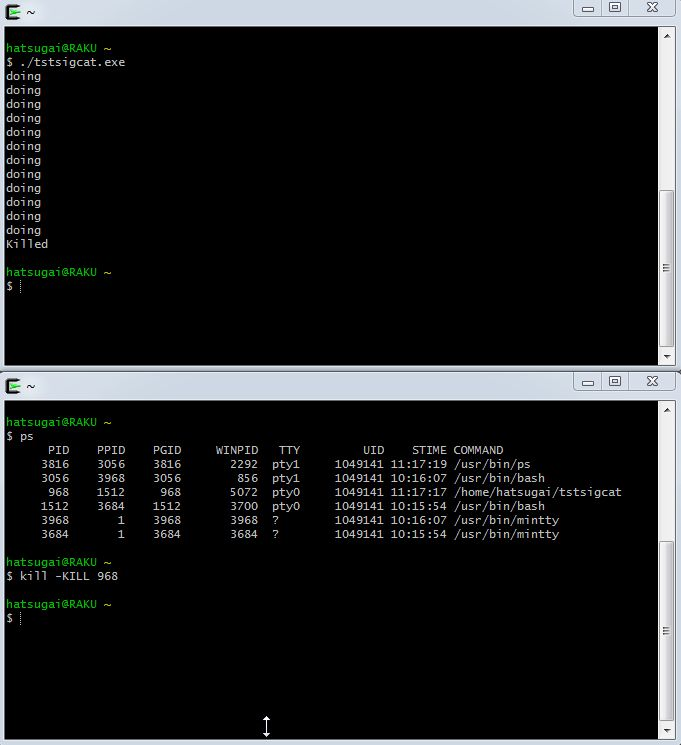 ~
hatsugai@RAKU ~
$ ./tstsigcat.exe
doing
doing
doing
doing
doing
doing
doing
doing
doing
doing
doing
doing
Killed
hatsugai@RAKU ~
$
~
hatsugai@RAKU ~
$ ps
PID PPID PGID WINPID TTY UID STIME COMMAND
3816 3056 3816 2292 pty1 1049141 11:17:19 /usr/bin/ps
3056 3968 3056 856 pty1 1049141 10:16:07 /usr/bin/bash
968 1512 968 5072 pty0 1049141 11:17:17 /home/hatsugai/tstsigcat
1512 3684 1512 3700 pty0 1049141 10:15:54 /usr/bin/bash
3968 1 3968 3968 ? 1049141 10:16:07 /usr/bin/mintty
3684 1 3684 3684 ? 1049141 10:15:54 /usr/bin/mintty
hatsugai@RAKU ~
$ kill -KILL 968
hatsugai@RAKU ~
$